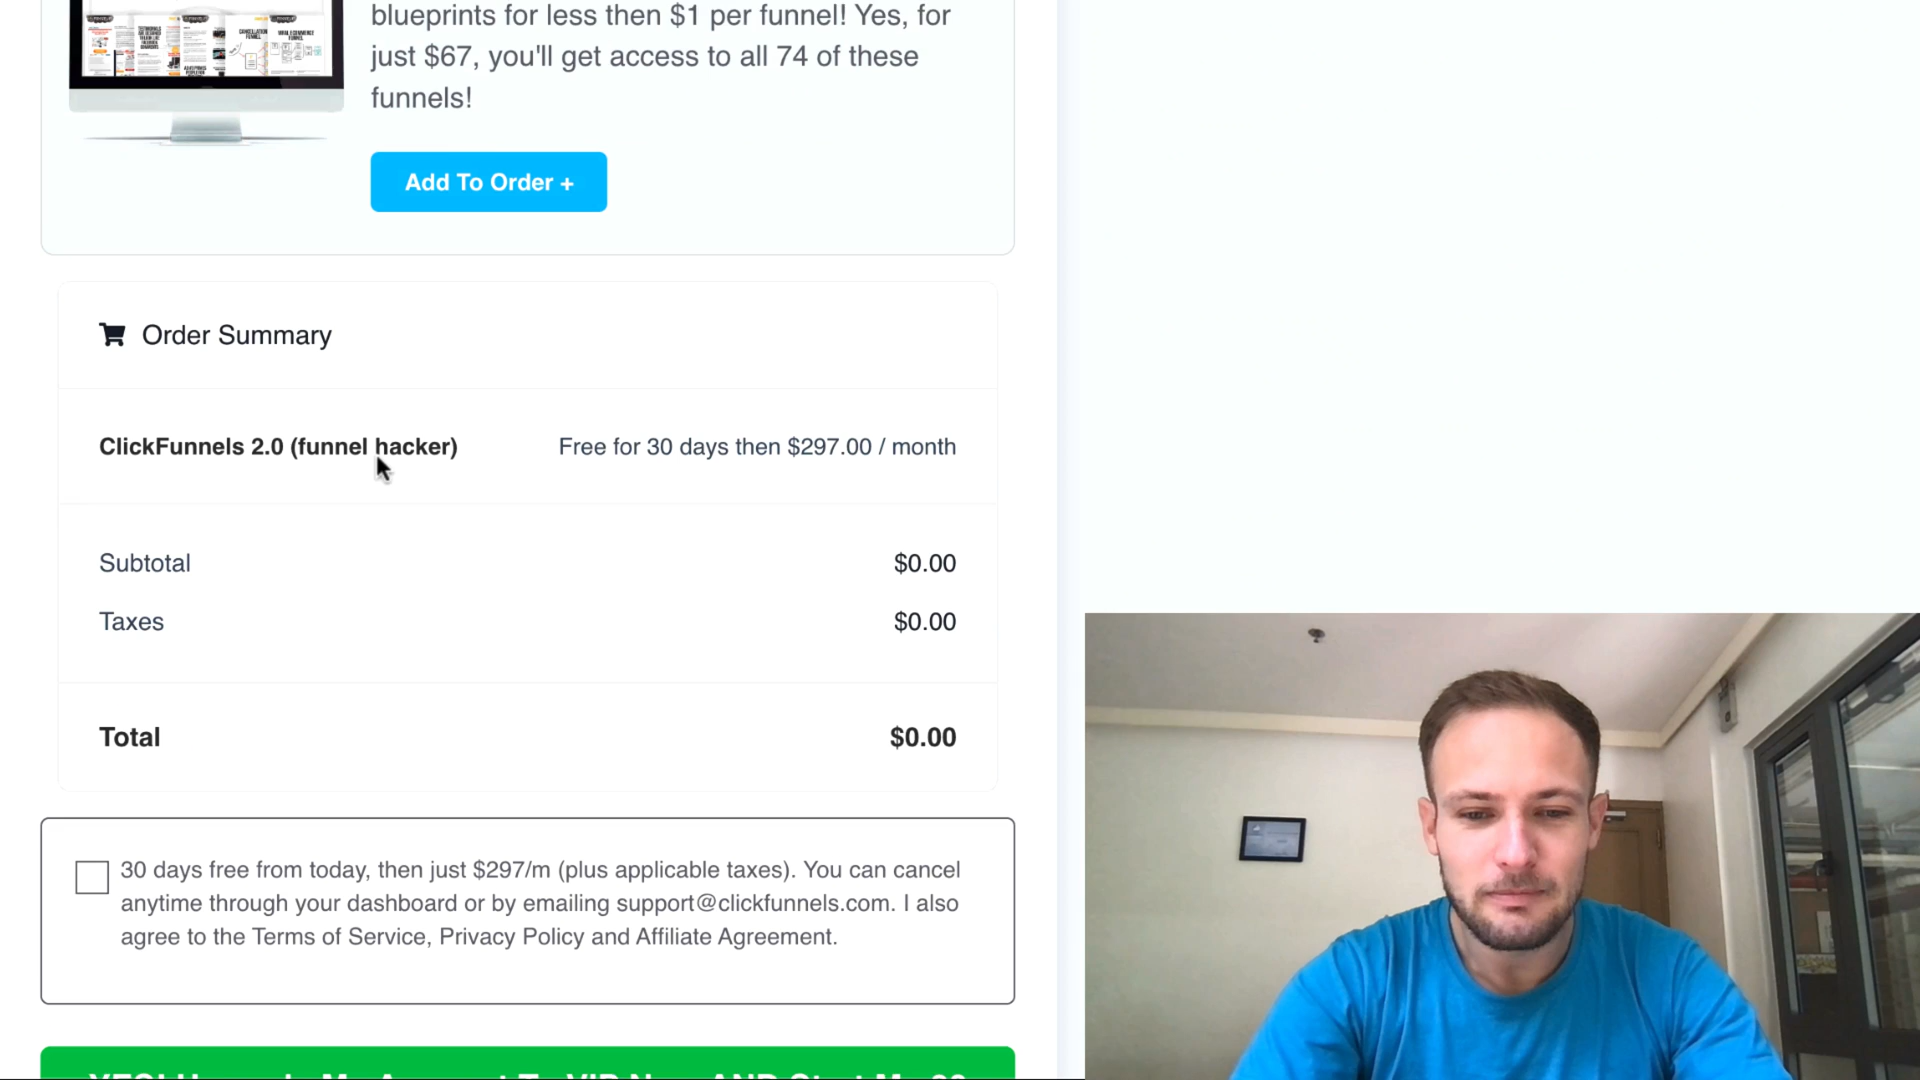 blueprints for less then $1 per funnel! Yes, for
just $67, you'll get access to all 74 of these
funnels!
Add To Order +
Order Summary
ClickFunnels 2.0 (funnel hacker) Free for 30 days then $297.00 / month
Subtotal $0.00
Taxes $0.00
Total $0.00
30 days free from today, then just $297/m (plus applicable taxes). You can cancel
anytime through your dashboard or by emailing support@clickfunnels.com. I also
agree to the Terms of Service, Privacy Policy and Affiliate Agreement.